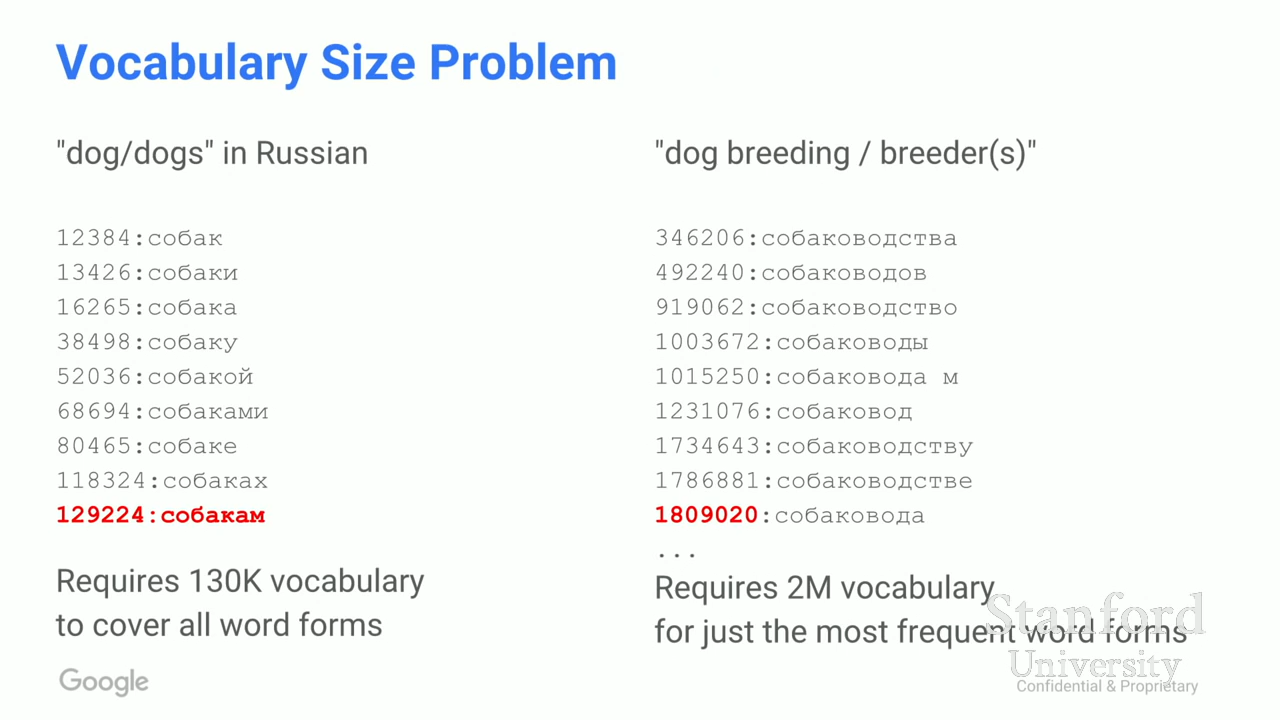 Vocabulary Size Problem
"dog/dogs" in Russian
12384:собак
13426:собаки
16265:собака
38498:собаку
52036:собакой
68694:собаками
80465:собаке
118324:собаках
129224:собакам
Requires 130K vocabulary
to cover all word forms
"dog breeding / breeder(s)"
346206:собаководства
492240:собаководов
919062:собаководство
1003672:собаководы
1015250:собаковода м
1231076:собаковод
1734643:собаководству
1786881:собаководстве
1809020:собаковода
...
Requires 2M vocabulary
for just the most frequent word forms
Stanford
University
Google
Confidential & Proprietary